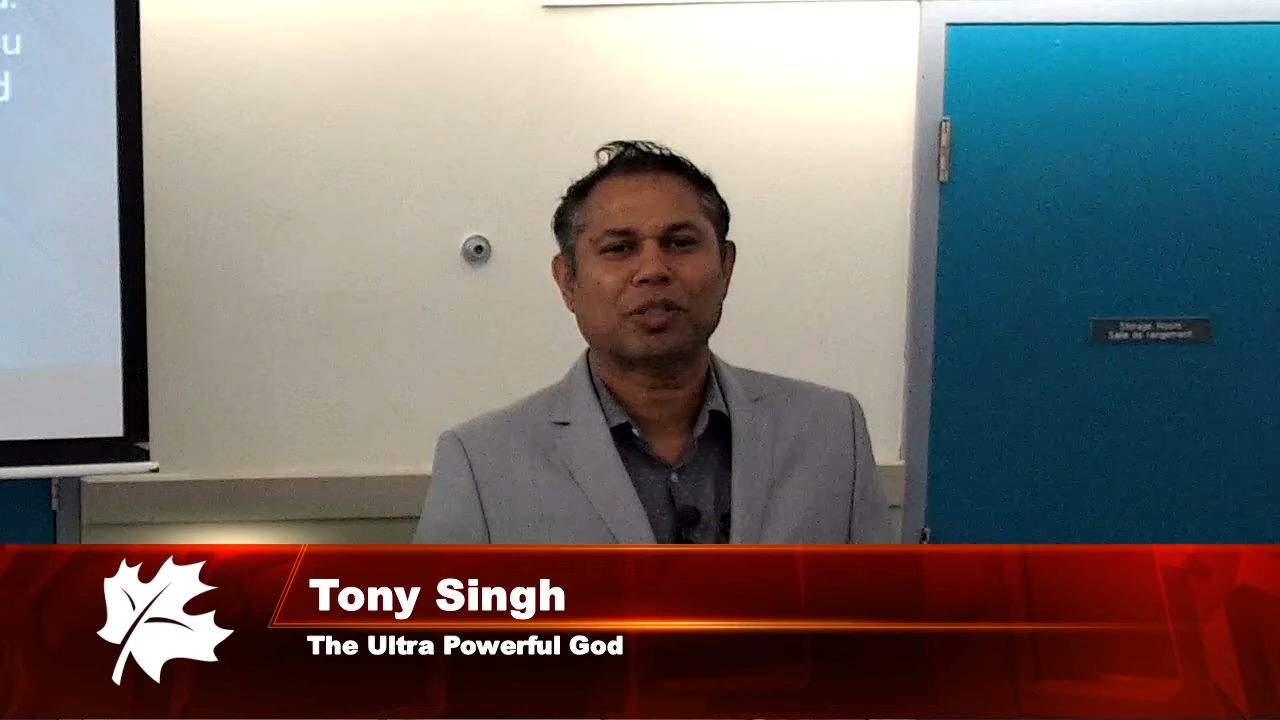 u
d
Storage Room
Salle de rangement
Tony Singh
The Ultra Powerful God